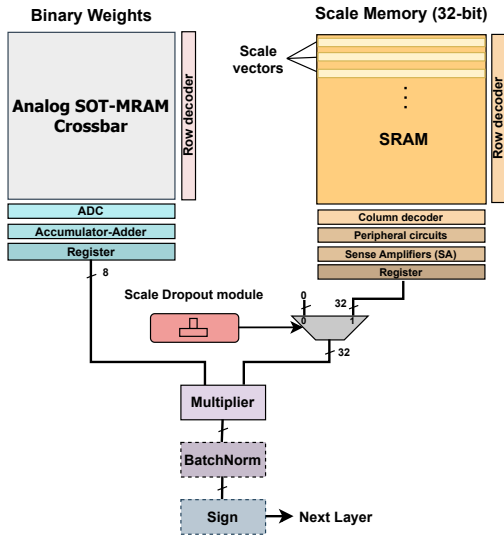 Binary Weights
Scale Memory (32-bit)
Analog SOT-MRAM
Crossbar
Row decoder
Scale
vectors
SRAM
Row decoder
ADC
Accumulator-Adder
Register
Column decoder
Peripheral circuits
Sense Amplifiers (SA)
Register
8
Scale Dropout module
0
32
0
1
32
Multiplier
BatchNorm
Sign
Next Layer